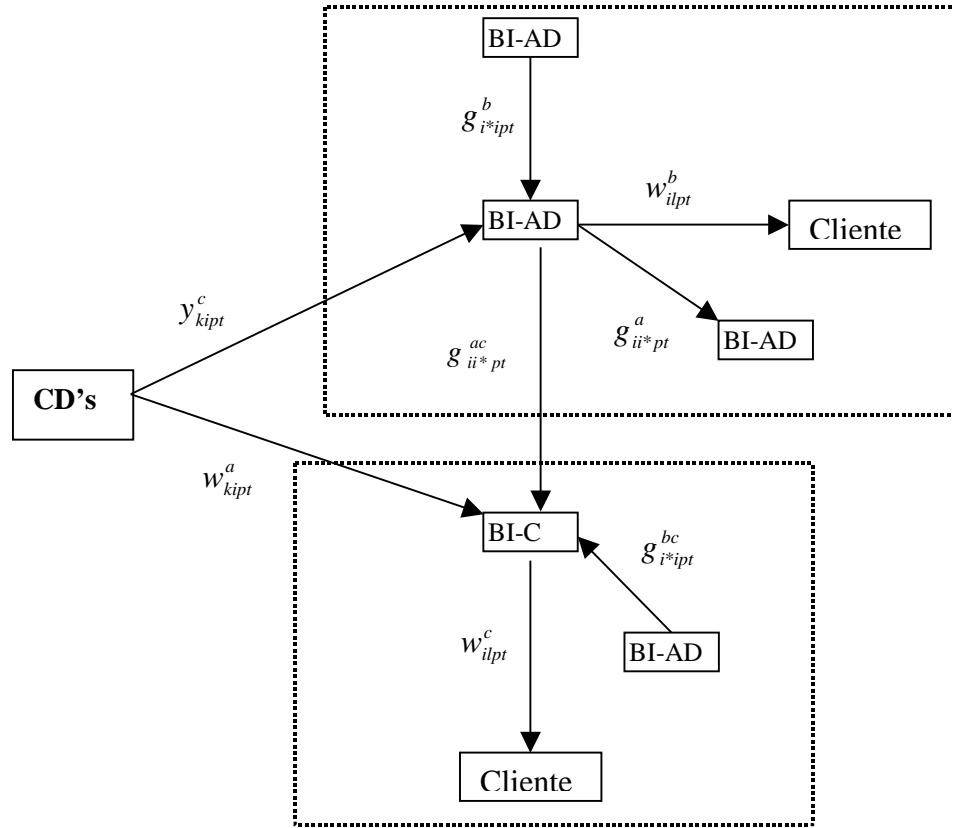 BI-AD
g^b_{i*ipt}
BI-AD
w^b_{ilpt}
Cliente
y^c_{kipt}
g^{ac}_{ii*pt}
g^a_{ii*pt}
BI-AD
CD’s
w^a_{kipt}
BI-C
g^{bc}_{i*ipt}
w^c_{ilpt}
BI-AD
Cliente